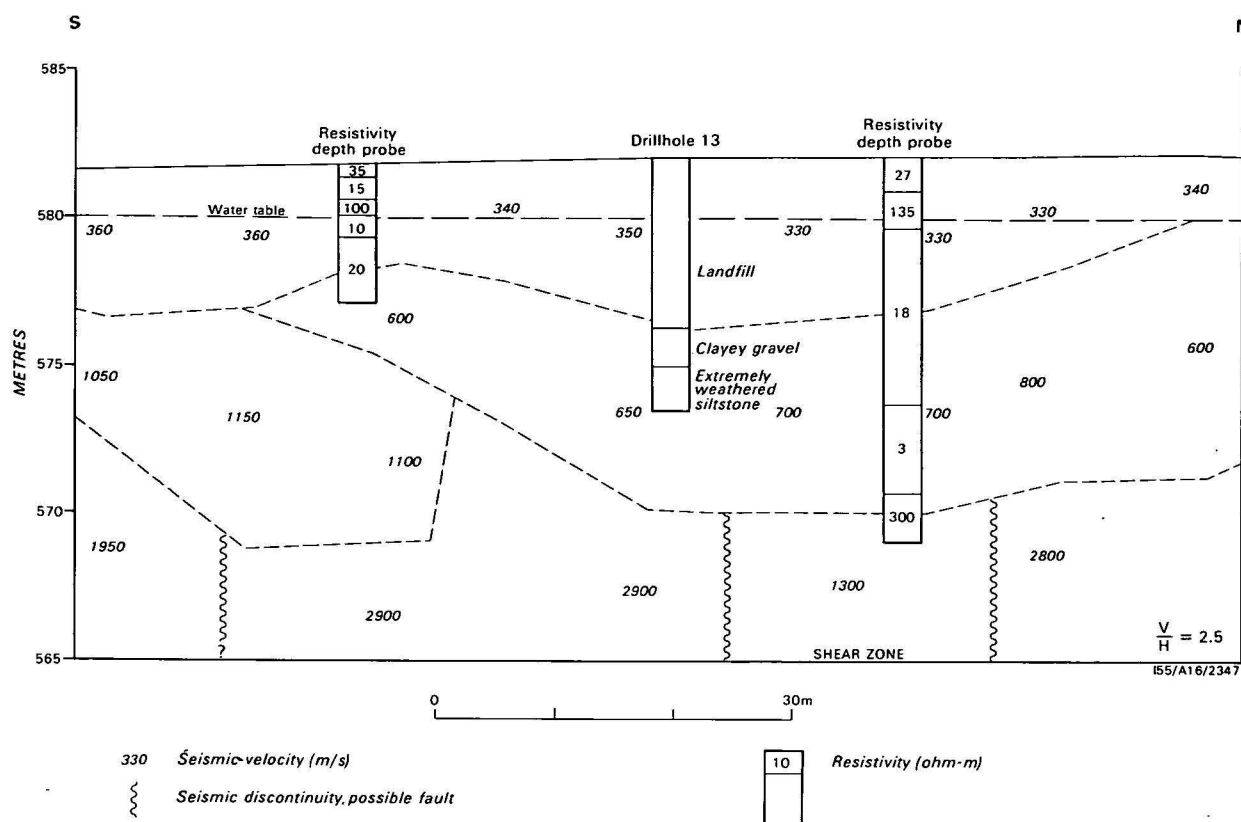 S
585
Resistivity
depth probe
Drillhole 13
Resistivity
depth probe
35
15
100
10
20
27
135
18
3
300
340
580
Water table
340
330
360
360
350
330
330
Landfill
600
Clayey gravel
575
Extremely
weathered
siltstone
METRES
1050
1150
1100
650
700
700
800
600
570
1950
2900
2900
1300
2800
V
H = 2.5
565
?
SHEAR ZONE
I55/A16/2347
0
30m
330 Seismic velocity (m/s)
Seismic discontinuity, possible fault
10 Resistivity (ohm-m)